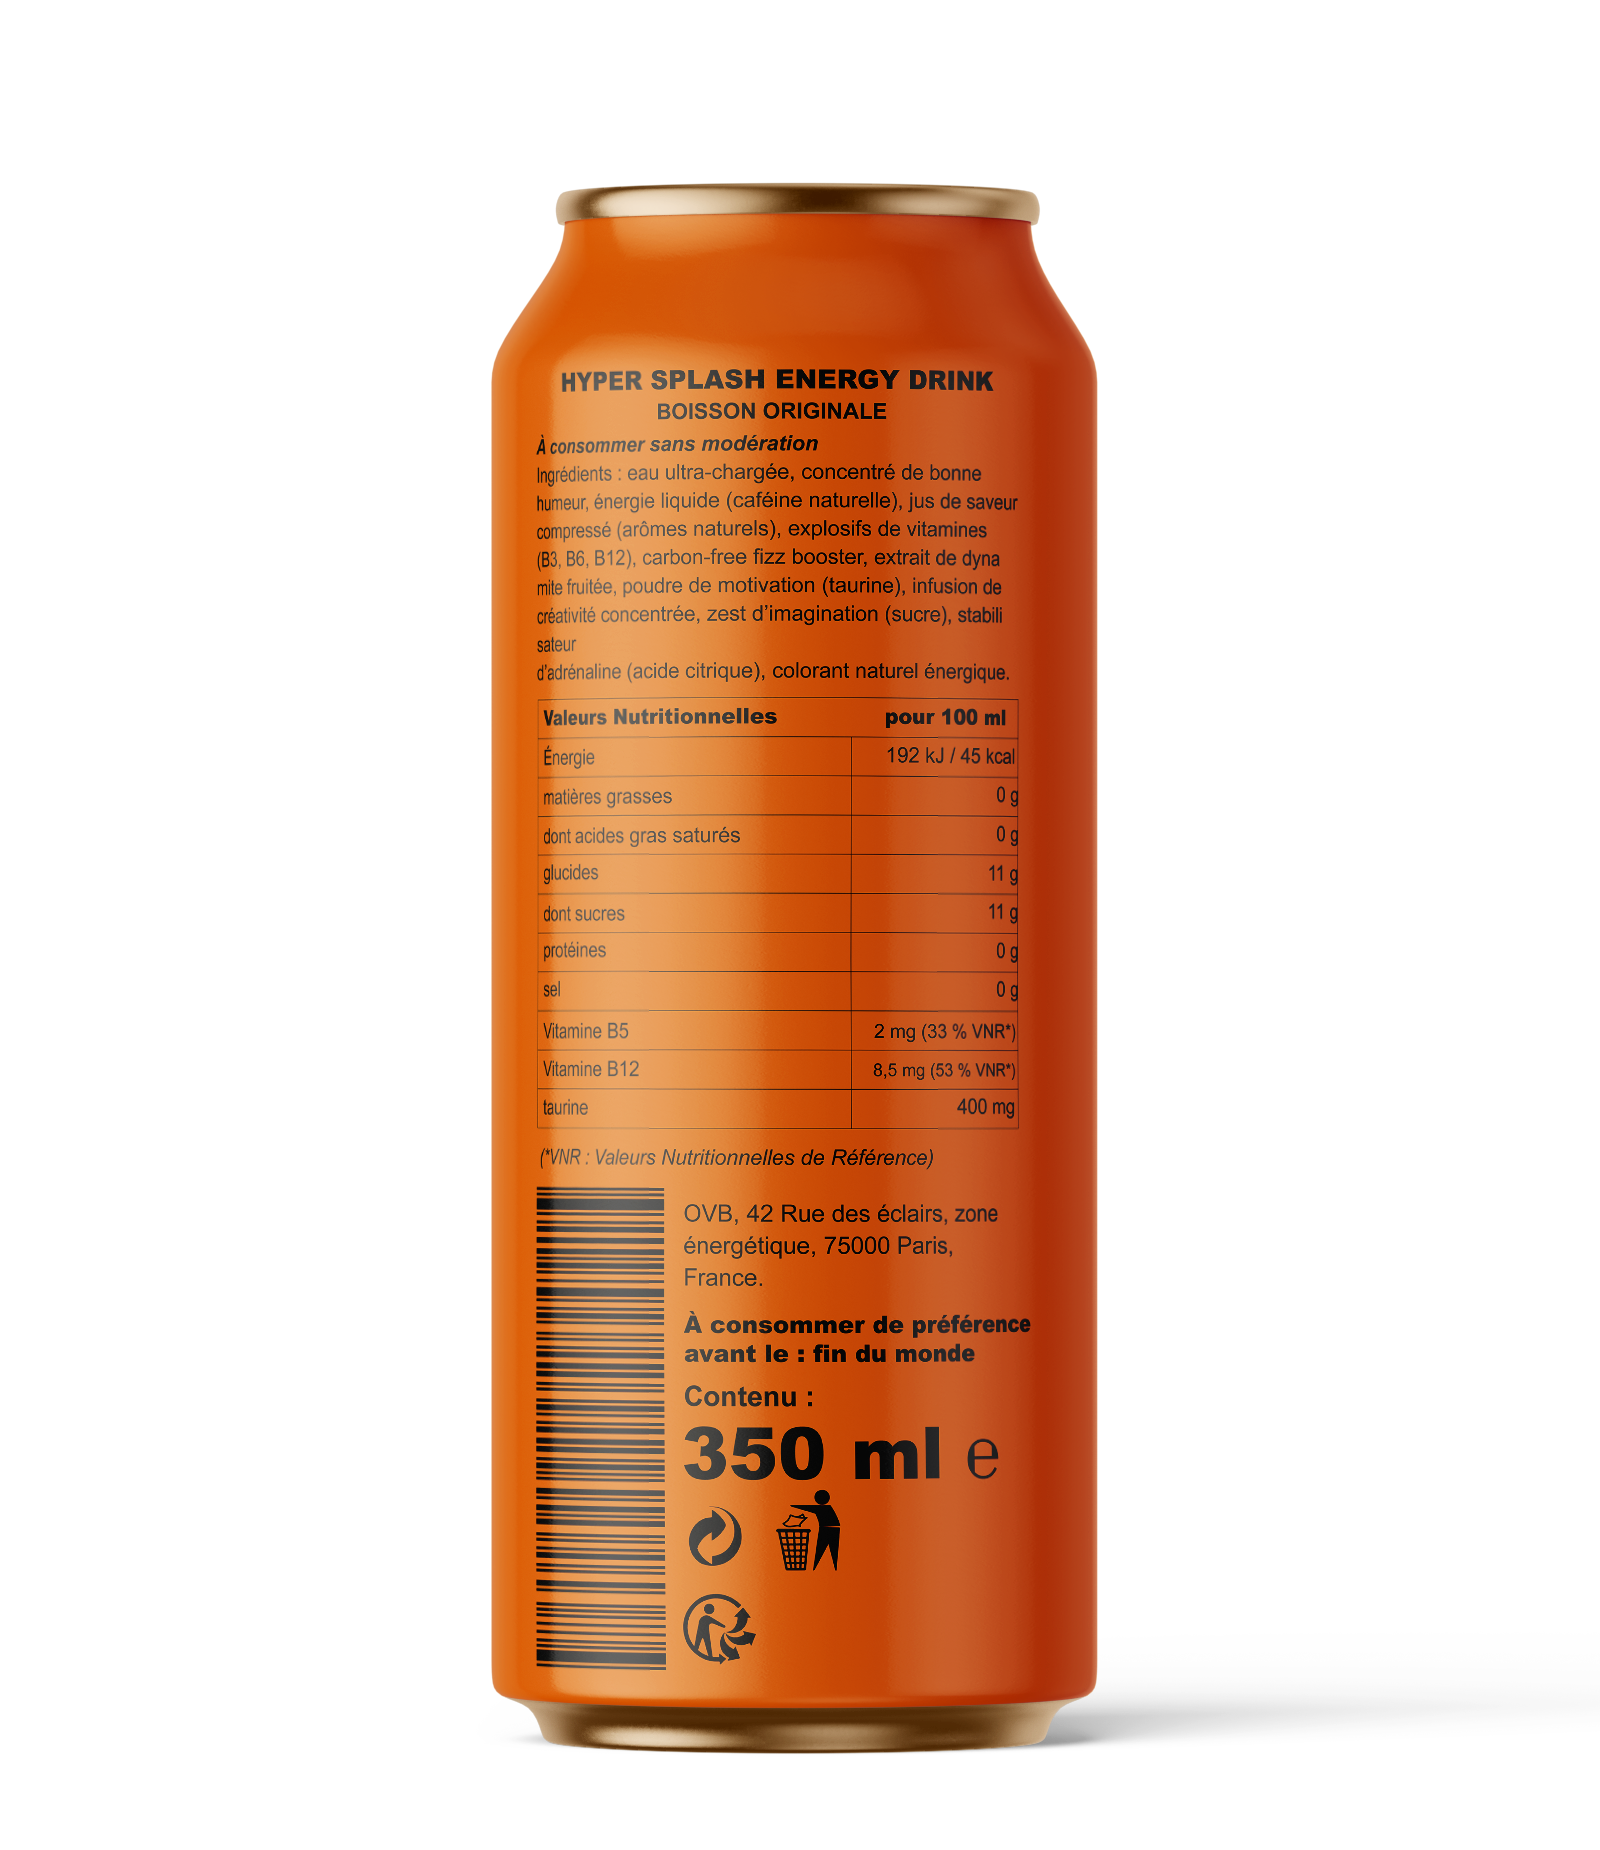 HYPER SPLASH ENERGY DRINK
BOISSON ORIGINALE
À consommer sans modération
Ingrédients : eau ultra-chargée, concentré de bonne
humeur, énergie liquide (caféine naturelle), jus de saveur
compressé (arômes naturels), explosifs de vitamines
(B3, B6, B12), carbon-free fizz booster, extrait de dyna
mite fruitée, poudre de motivation (taurine), infusion de
créativité concentrée, zest d’imagination (sucre), stabili
sateur
d’adrénaline (acide citrique), colorant naturel énergique.
Valeurs Nutritionnelles pour 100 ml
Énergie 192 kJ / 45 kcal
matières grasses 0 g
dont acides gras saturés 0 g
glucides 11 g
dont sucres 11 g
protéines 0 g
sel 0 g
Vitamine B5 2 mg (33 % VNR*)
Vitamine B12 8,5 mg (53 % VNR*)
taurine 400 mg
(*VNR : Valeurs Nutritionnelles de Référence)
OVB, 42 Rue des éclairs, zone
énergétique, 75000 Paris,
France.
À consommer de préférence
avant le : fin du monde
Contenu :
350 ml e